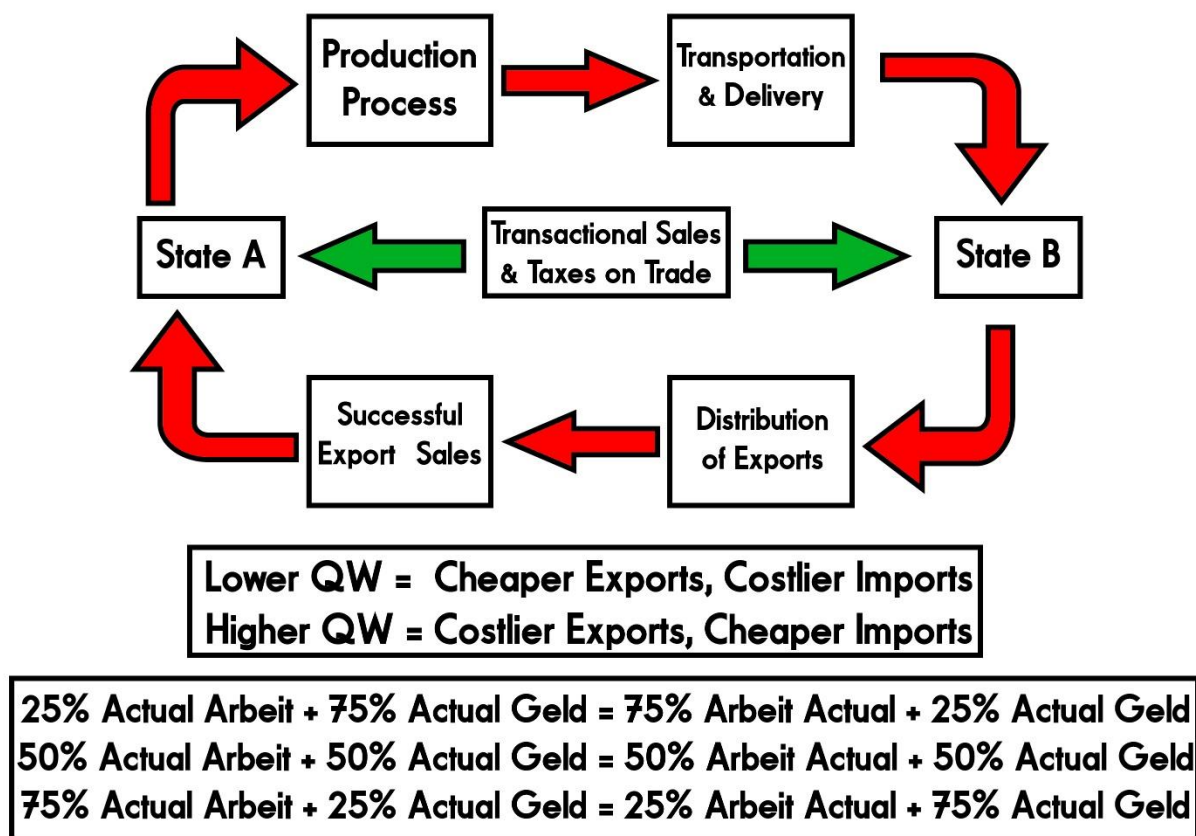 Production
Process
Transportation
& Delivery
State A
Transactional Sales
& Taxes on Trade
State B
Successful
Export Sales
Distribution
of Exports
Lower QW = Cheaper Exports, Costlier Imports
Higher QW = Costlier Exports, Cheaper Imports
25% Actual Arbeit + 75% Actual Geld = 75% Arbeit Actual + 25% Actual Geld
50% Actual Arbeit + 50% Actual Geld = 50% Arbeit Actual + 50% Actual Geld
75% Actual Arbeit + 25% Actual Geld = 25% Arbeit Actual + 75% Actual Geld